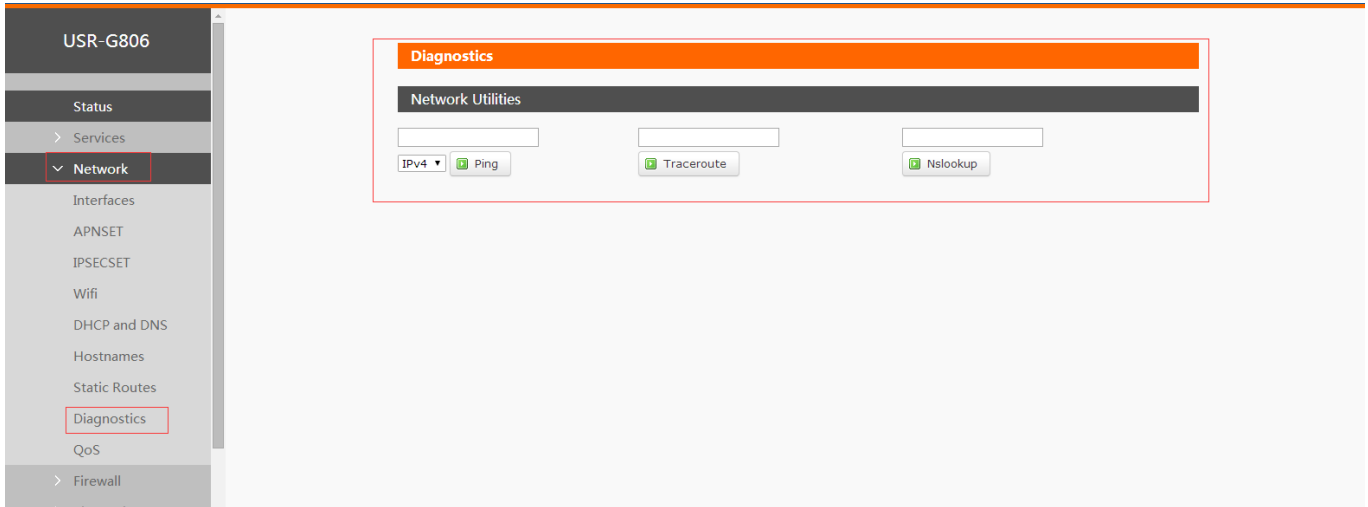 USR-G806
Status
Services
Network
Interfaces
APNSET
IPSECSET
Wifi
DHCP and DNS
Hostnames
Static Routes
Diagnostics
QoS
Firewall
Diagnostics
Network Utilities
IPv4 Ping Traceroute Nslookup